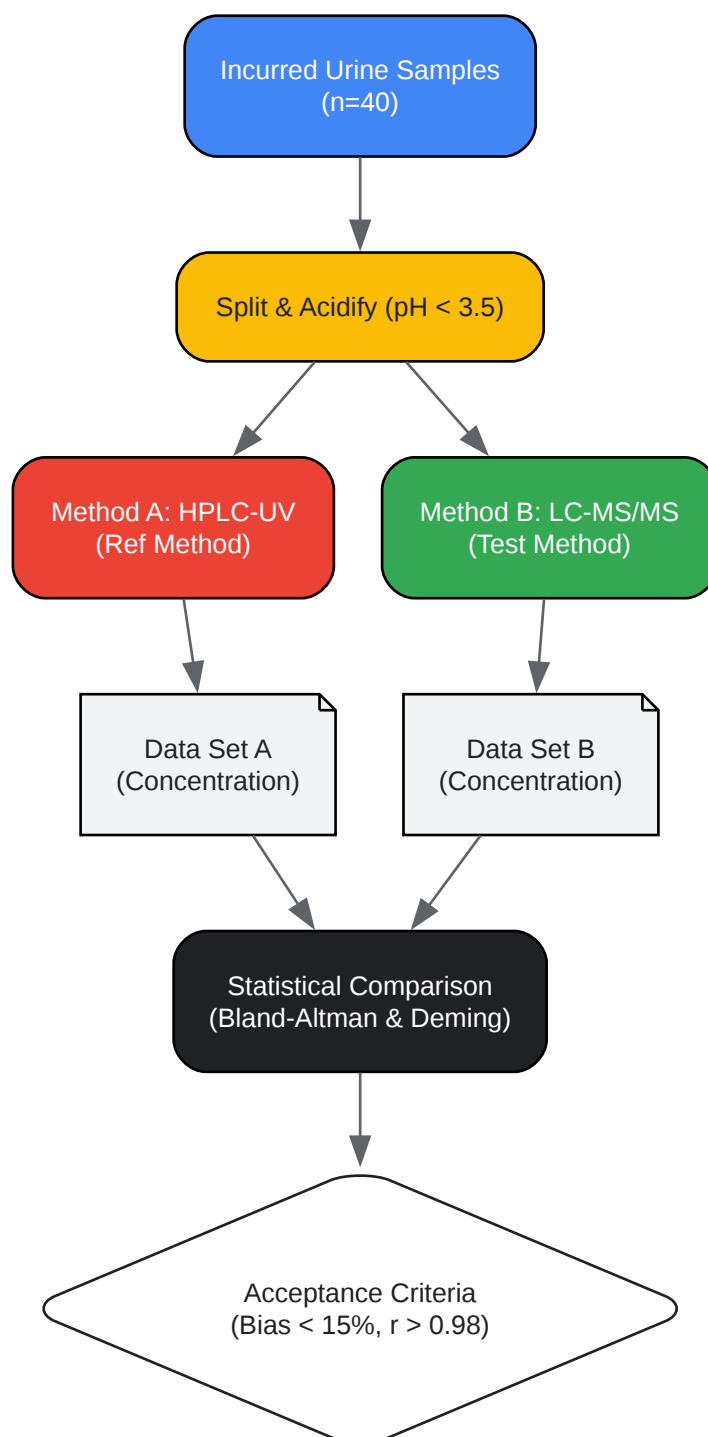 Incurred Urine Samples
(n=40)
Split & Acidify (pH < 3.5)
Method A: HPLC-UV
(Ref Method)
Method B: LC-MS/MS
(Test Method)
Data Set A
(Concentration)
Data Set B
(Concentration)
Statistical Comparison
(Bland-Altman & Deming)
Acceptance Criteria
(Bias < 15%, r > 0.98)